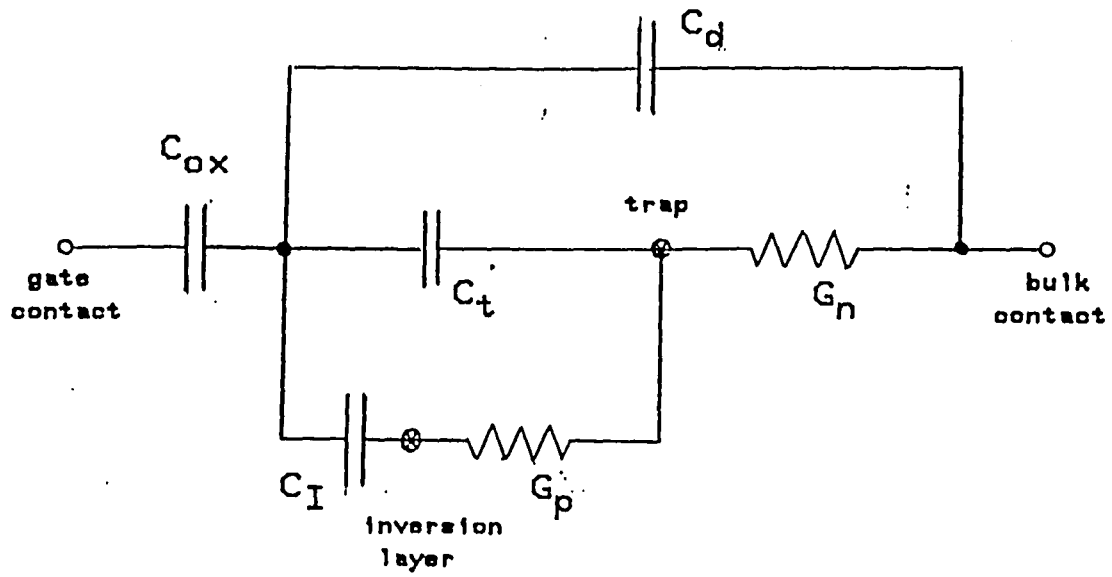 C_d
C_ox
trap
gate
contact
C_t
G_n
bulk
contact
C_I
G_p
inversion
layer